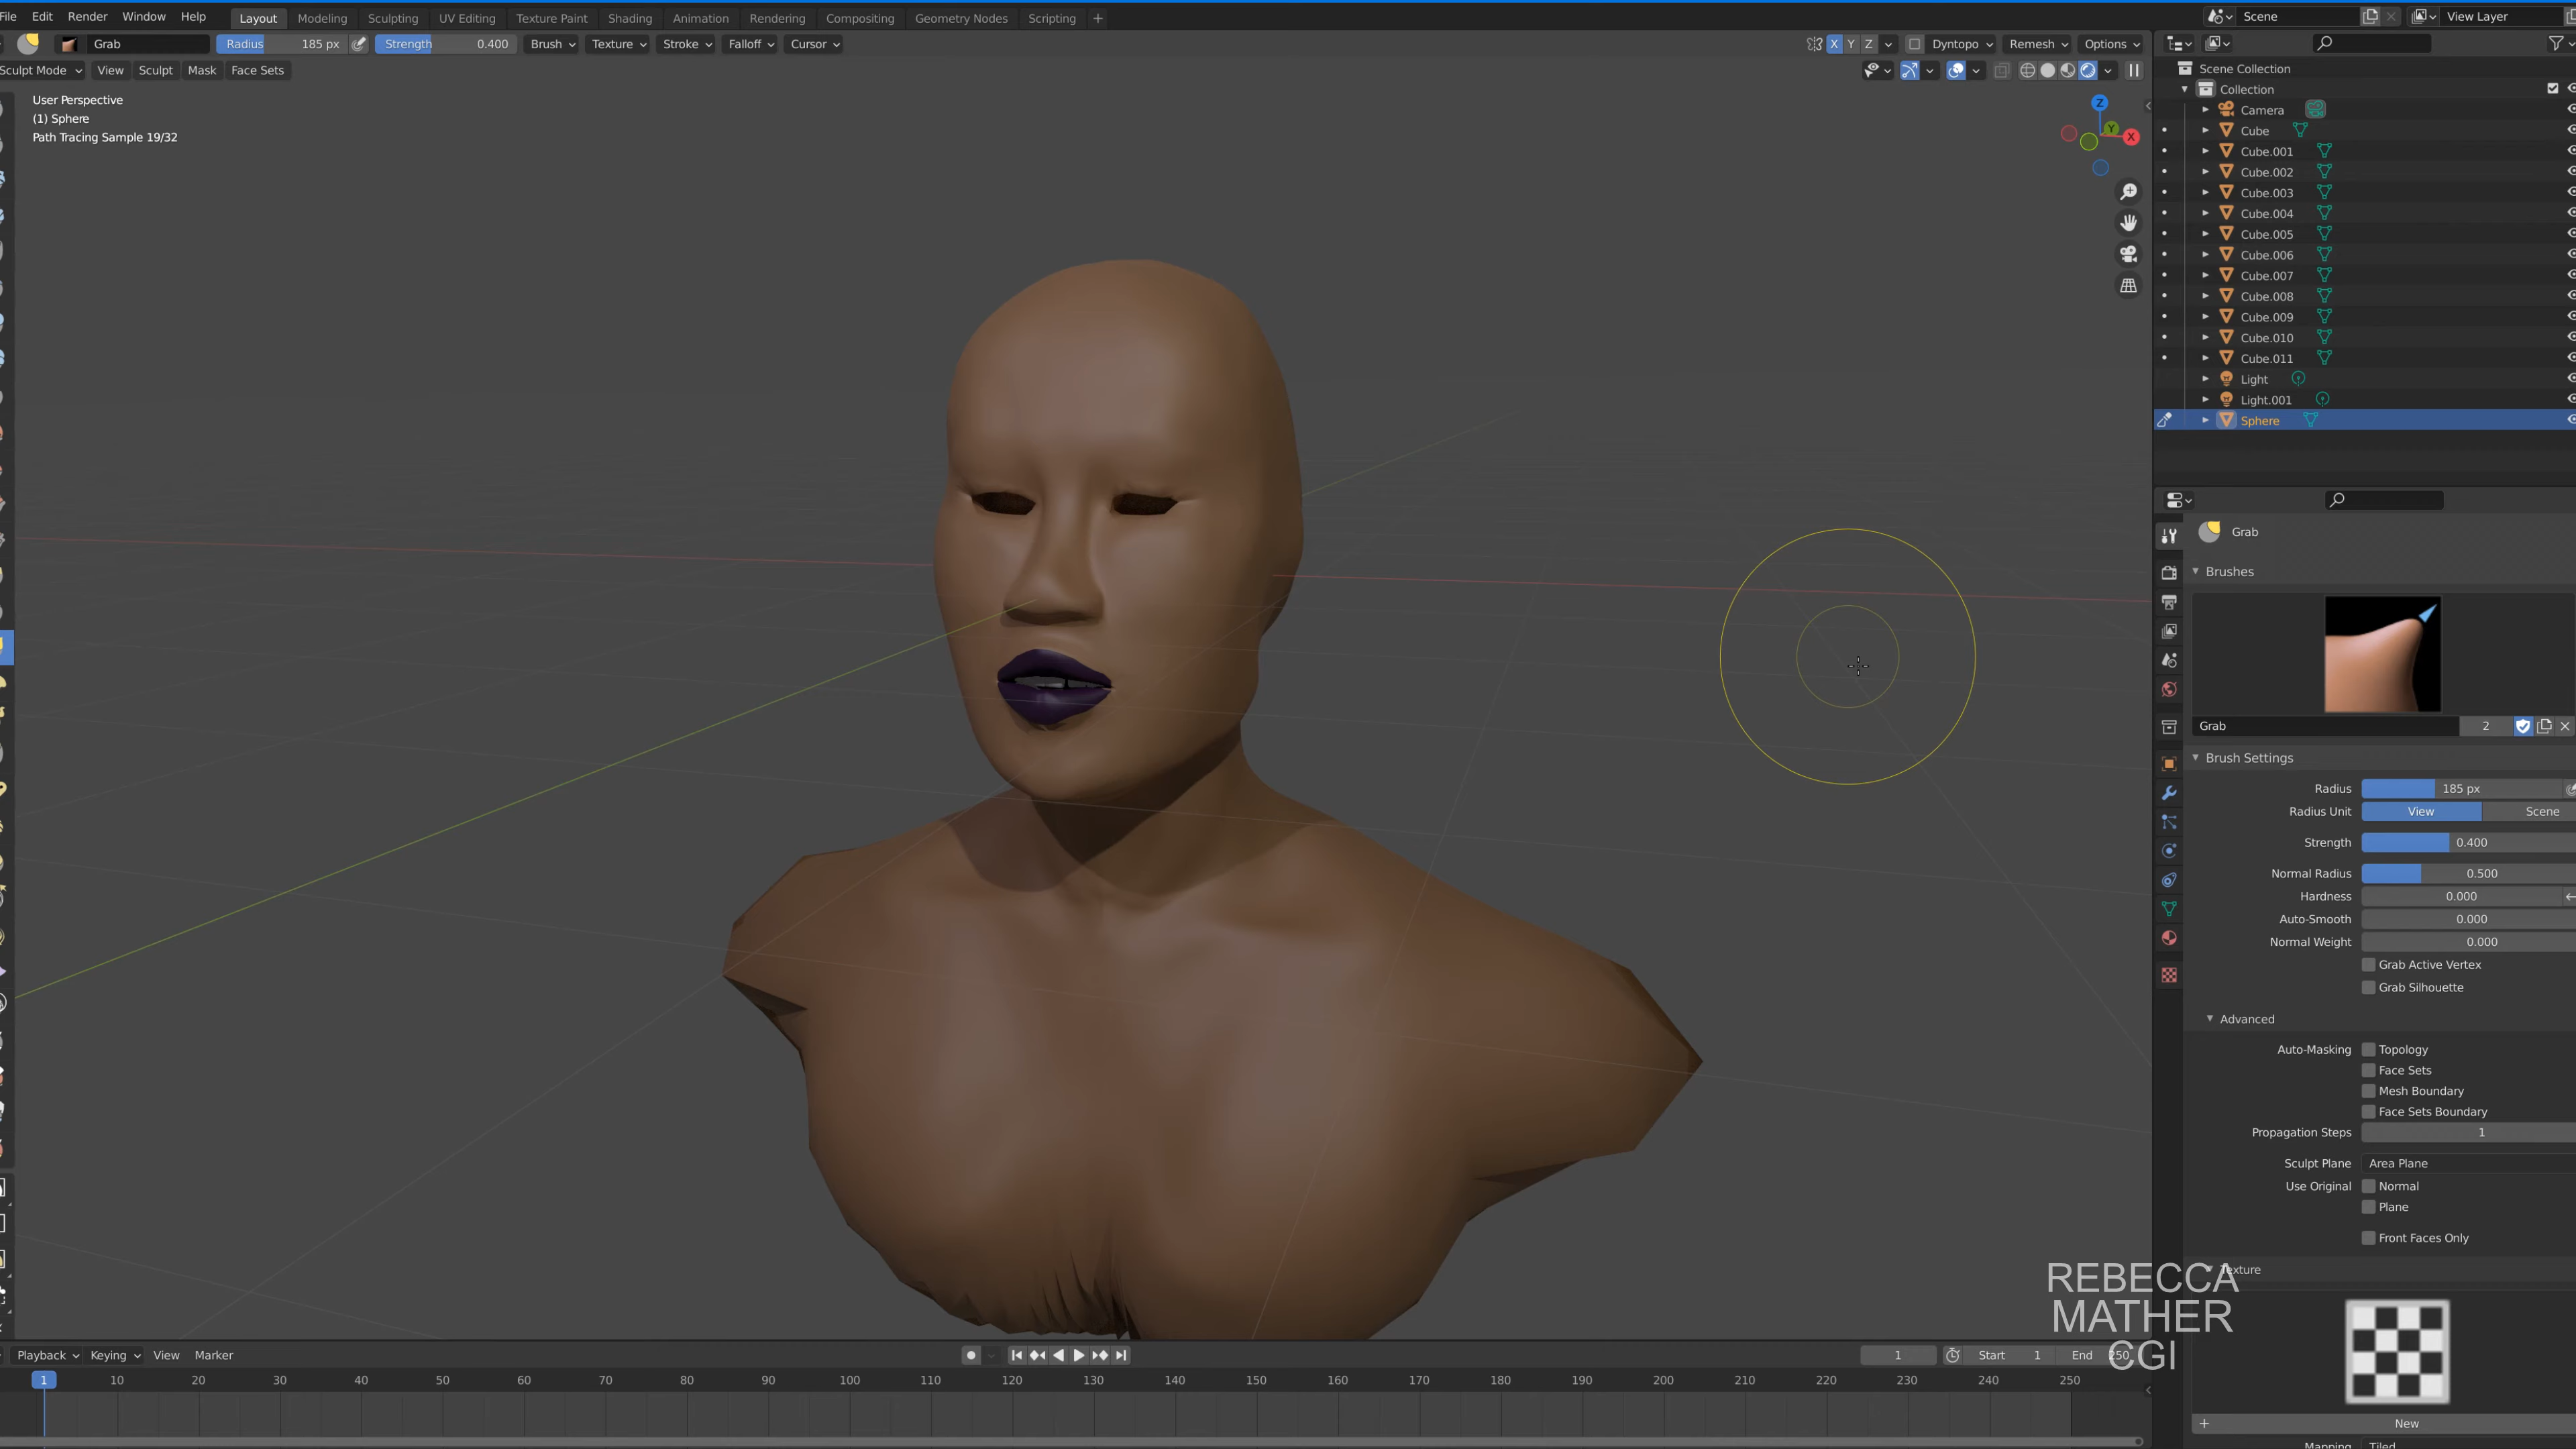 File Edit Render Window Help Layout Modeling Sculpting UV Editing Texture Paint Shading Animation Rendering Compositing Geometry Nodes Scripting + Scene View Layer
Grab Radius 185 px Strength 0.400 Brush Texture Stroke Falloff Cursor X Y Z Dyntopo Remesh Options
Sculpt Mode View Sculpt Mask Face Sets
User Perspective
(1) Sphere
Path Tracing Sample 19/32
Z
Y
X
Scene Collection
Collection
Camera
Cube
Cube.001
Cube.002
Cube.003
Cube.004
Cube.005
Cube.006
Cube.007
Cube.008
Cube.009
Cube.010
Cube.011
Light
Light.001
Sphere
Grab
Brushes
Grab 2
Brush Settings
Radius 185 px
Radius Unit View Scene
Strength 0.400
Normal Radius 0.500
Hardness 0.000
Auto-Smooth 0.000
Normal Weight 0.000
Grab Active Vertex
Grab Silhouette
Advanced
Auto-Masking Topology
Face Sets
Mesh Boundary
Face Sets Boundary
Propagation Steps 1
Sculpt Plane Area Plane
Use Original Normal
Plane
Front Faces Only
Texture
New
Mapping Tiled
REBECCA
MATHER
CGI
Playback Keying View Marker 1 Start 1 End 250
1 10 20 30 40 50 60 70 80 90 100 110 120 130 140 150 160 170 180 190 200 210 220 230 240 250